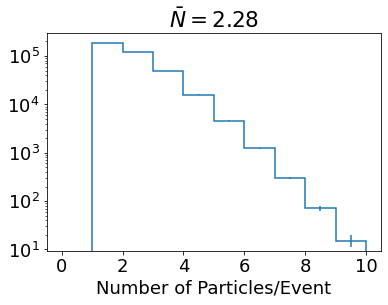 N̄ = 2.28
10⁵
10⁴
10³
10²
10¹
0 2 4 6 8 10
Number of Particles/Event